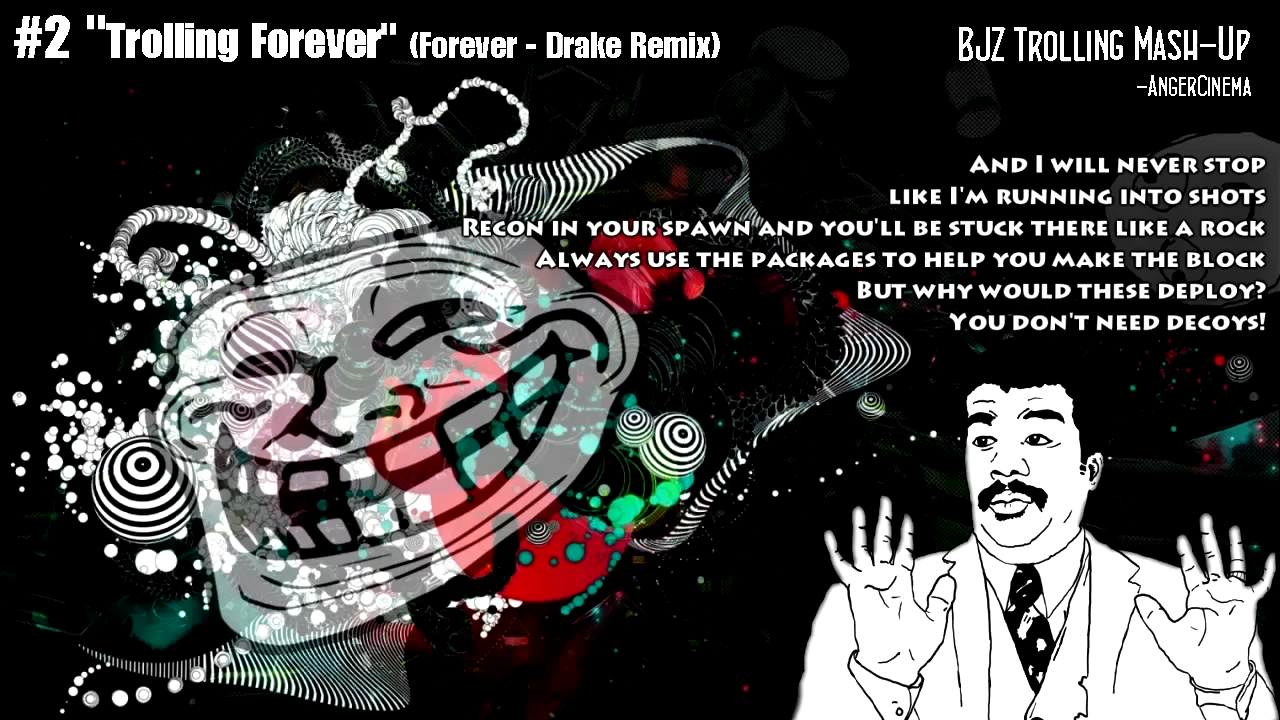 #2 "Trolling Forever" (Forever - Drake Remix)
BJZ Trolling Mash-Up
-AngerCinema
And I will never stop
like I'm running into shots
Recon in your spawn and you'll be stuck there like a rock
Always use the packages to help you make the block
But why would these deploy?
You don't need decoys!